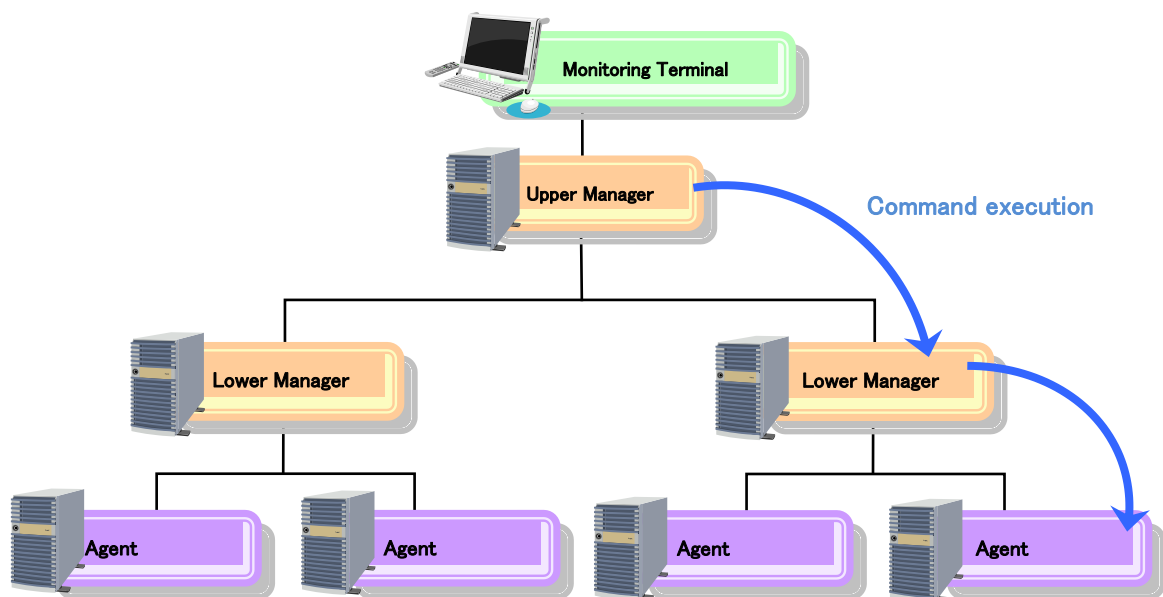 Monitoring Terminal
Upper Manager
Command execution
Lower Manager
Lower Manager
Agent
Agent
Agent
Agent